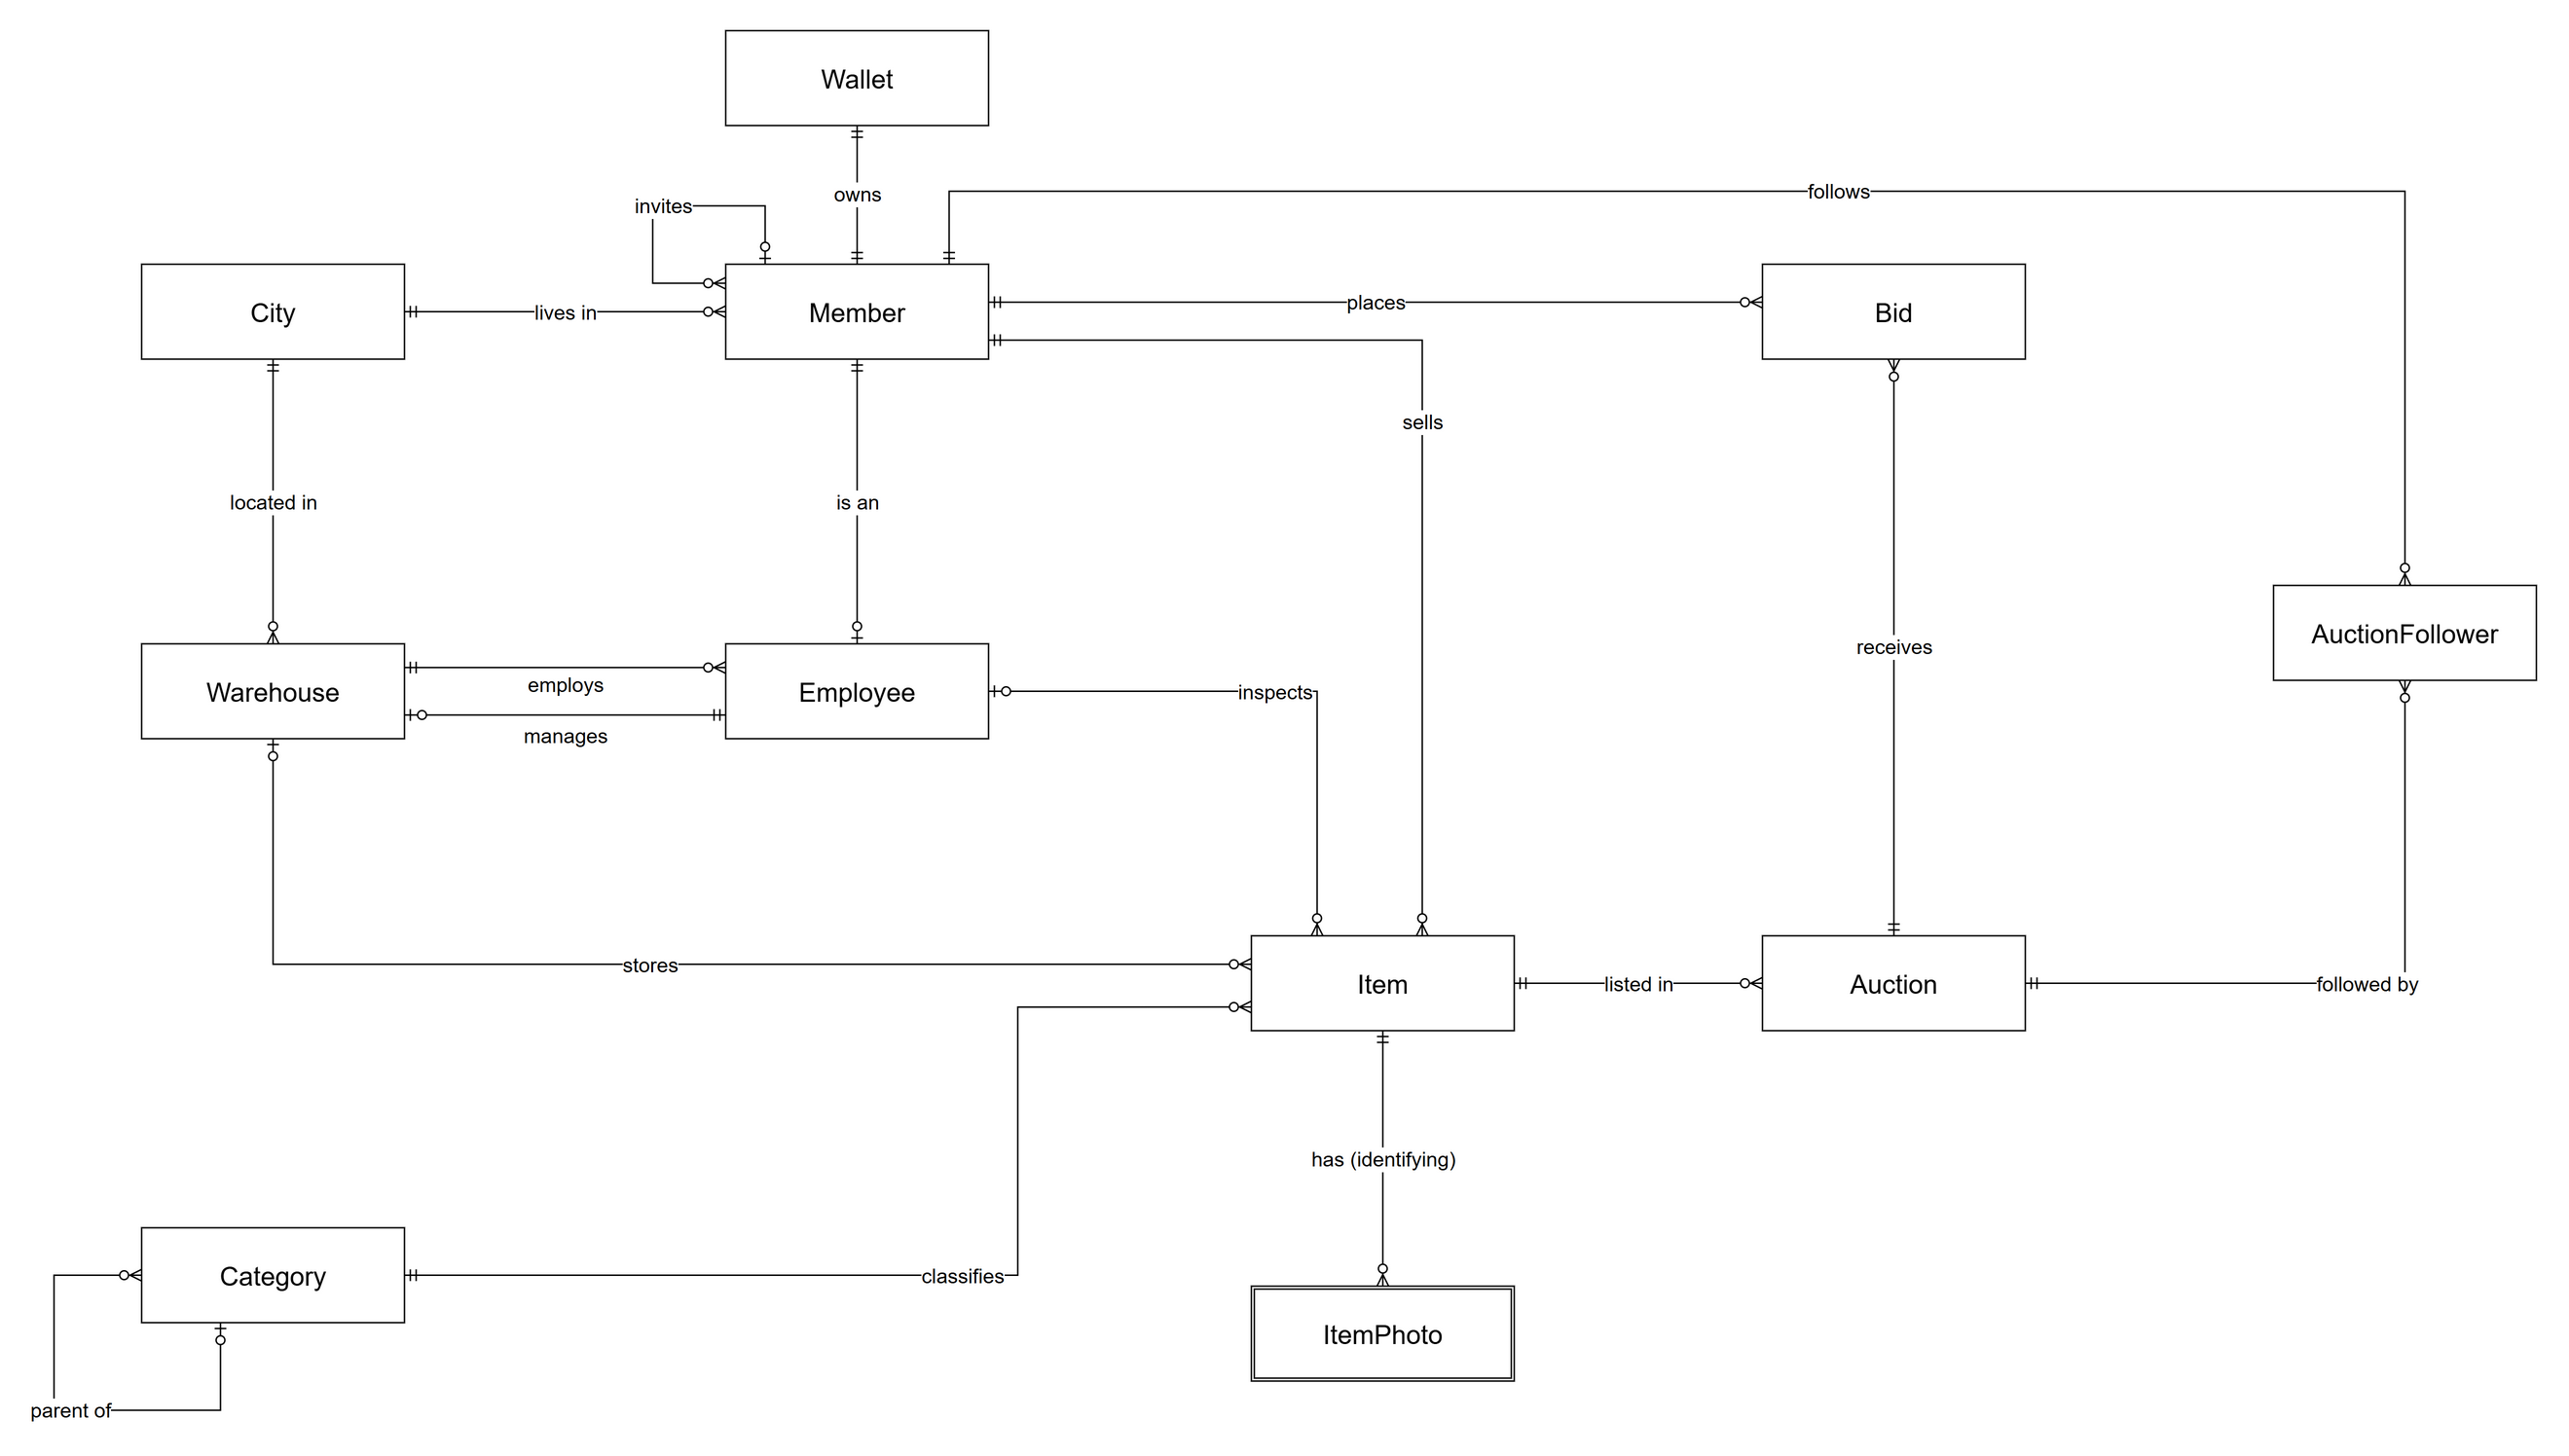 Wallet
owns
follows
invites
City
lives in
Member
places
Bid
sells
located in
is an
AuctionFollower
receives
Warehouse
employs
Employee
inspects
manages
stores
Item
listed in
Auction
followed by
has (identifying)
Category
classifies
ItemPhoto
parent of